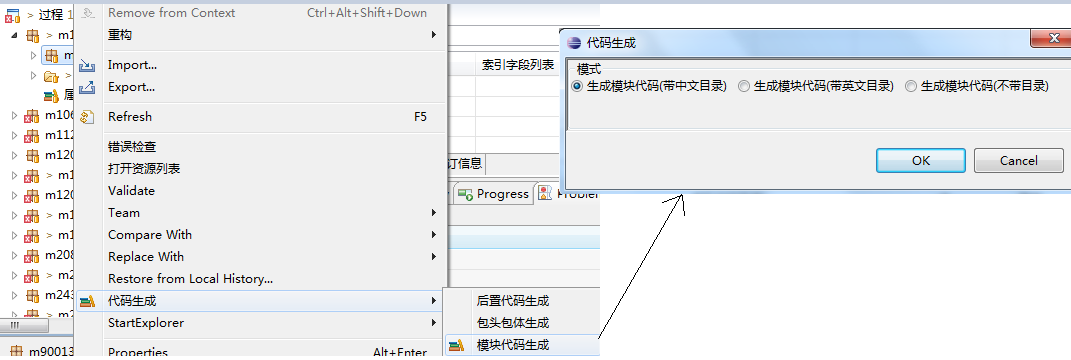 > 过程 1
> m1
m
>
属
m106
m112
m120
> m1
m120
> m1
> m1
m208
> m2
m243
> m2
m90013
Remove from Context Ctrl+Alt+Shift+Down
重构
Import...
Export...
Refresh F5
错误检查
打开资源列表
Validate
Team
Compare With
Replace With
Restore from Local History...
代码生成
StartExplorer
Properties Alt+Enter
后置代码生成
包头包体生成
模块代码生成
索引字段列表
订信息
Progress
Problem
代码生成
模式
生成模块代码(带中文目录) 生成模块代码(带英文目录) 生成模块代码(不带目录)
OK Cancel